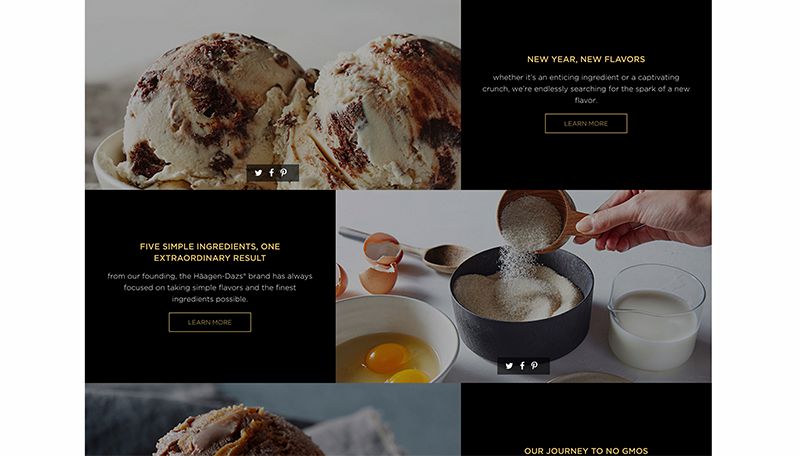 NEW YEAR, NEW FLAVORS
whether it's an enticing ingredient or a captivating
crunch, we're endlessly searching for the spark of a new
flavor.
LEARN MORE
FIVE SIMPLE INGREDIENTS, ONE
EXTRAORDINARY RESULT
from our founding, the HäAgen-Dazs® brand has always
focused on taking simple flavors and the finest
ingredients possible.
LEARN MORE
OUR JOURNEY TO NO GMOS